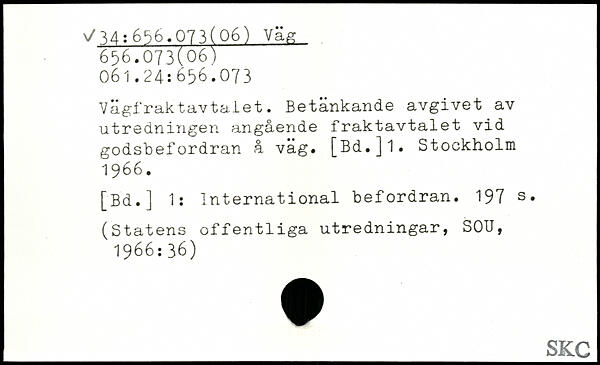 ✓ 34:656.073(06) Väg
656.073(06)
061.24:656.073
Vägfraktavtalet. Betänkande avgivet av
utredningen angående fraktavtalet vid
godsbefordran å väg. [Bd.]1. Stockholm
1966.
[Bd.] 1: International befordran. 197 s.
(Statens offentliga utredningar, SOU,
1966:36)
SKC